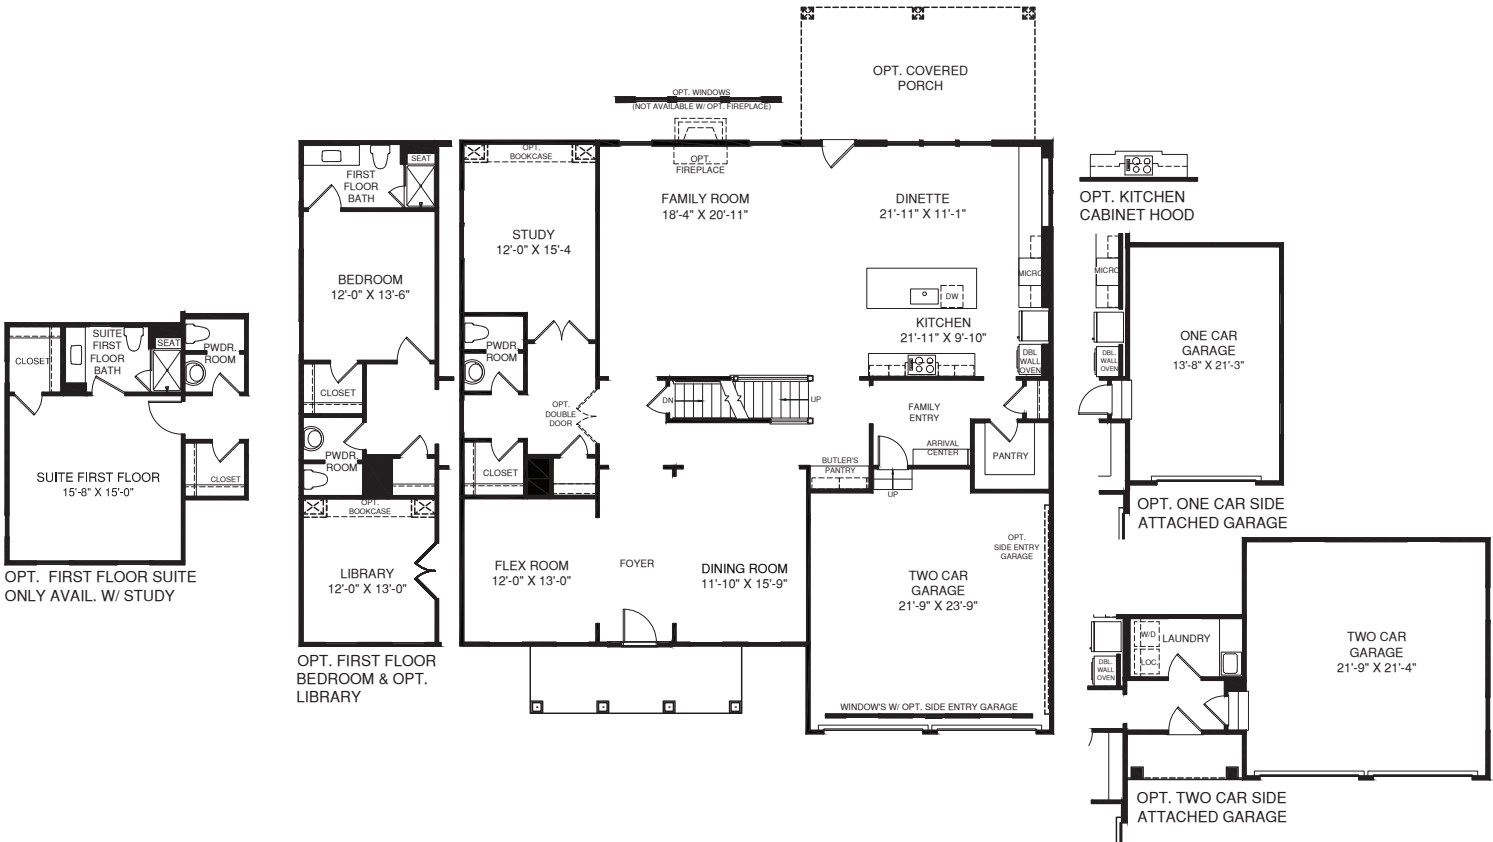 OPT. COVERED
PORCH
OPT. WINDOWS
(NOT AVAILABLE W/ OPT. FIREPLACE)
OPT.
FIREPLACE
FAMILY ROOM
18'-4" X 20'-11"
DINETTE
21'-11" X 11'-1"
MICRO
DW
KITCHEN
21'-11" X 9'-10"
DBL
WALL
OVEN
OPT.
BOOKCASE
STUDY
12'-0" X 15'-4
PWDR.
ROOM
OPT.
DOUBLE
DOOR
CLOSET
DN
UP
FAMILY
ENTRY
ARRIVAL
CENTER
PANTRY
BUTLER'S
PANTRY
UP
FLEX ROOM
12'-0" X 13'-0"
FOYER
DINING ROOM
11'-10" X 15'-9"
TWO CAR
GARAGE
21'-9" X 23'-9"
OPT.
SIDE ENTRY
GARAGE
WINDOW'S W/ OPT. SIDE ENTRY GARAGE
SEAT
FIRST
FLOOR
BATH
BEDROOM
12'-0" X 13'-6"
CLOSET
PWDR.
ROOM
OPT.
BOOKCASE
LIBRARY
12'-0" X 13'-0"
OPT. FIRST FLOOR
BEDROOM & OPT.
LIBRARY
CLOSET
SUITE
FIRST
FLOOR
BATH
SEAT
PWDR.
ROOM
CLOSET
SUITE FIRST FLOOR
15'-8" X 15'-0"
OPT. FIRST FLOOR SUITE
ONLY AVAIL. W/ STUDY
OPT. KITCHEN
CABINET HOOD
MICRO
DBL.
WALL
OVEN
ONE CAR
GARAGE
13'-8" X 21'-3"
OPT. ONE CAR SIDE
ATTACHED GARAGE
W/D
LOC.
LAUNDRY
DBL.
WALL
OVEN
TWO CAR
GARAGE
21'-9" X 21'-4"
OPT. TWO CAR SIDE
ATTACHED GARAGE